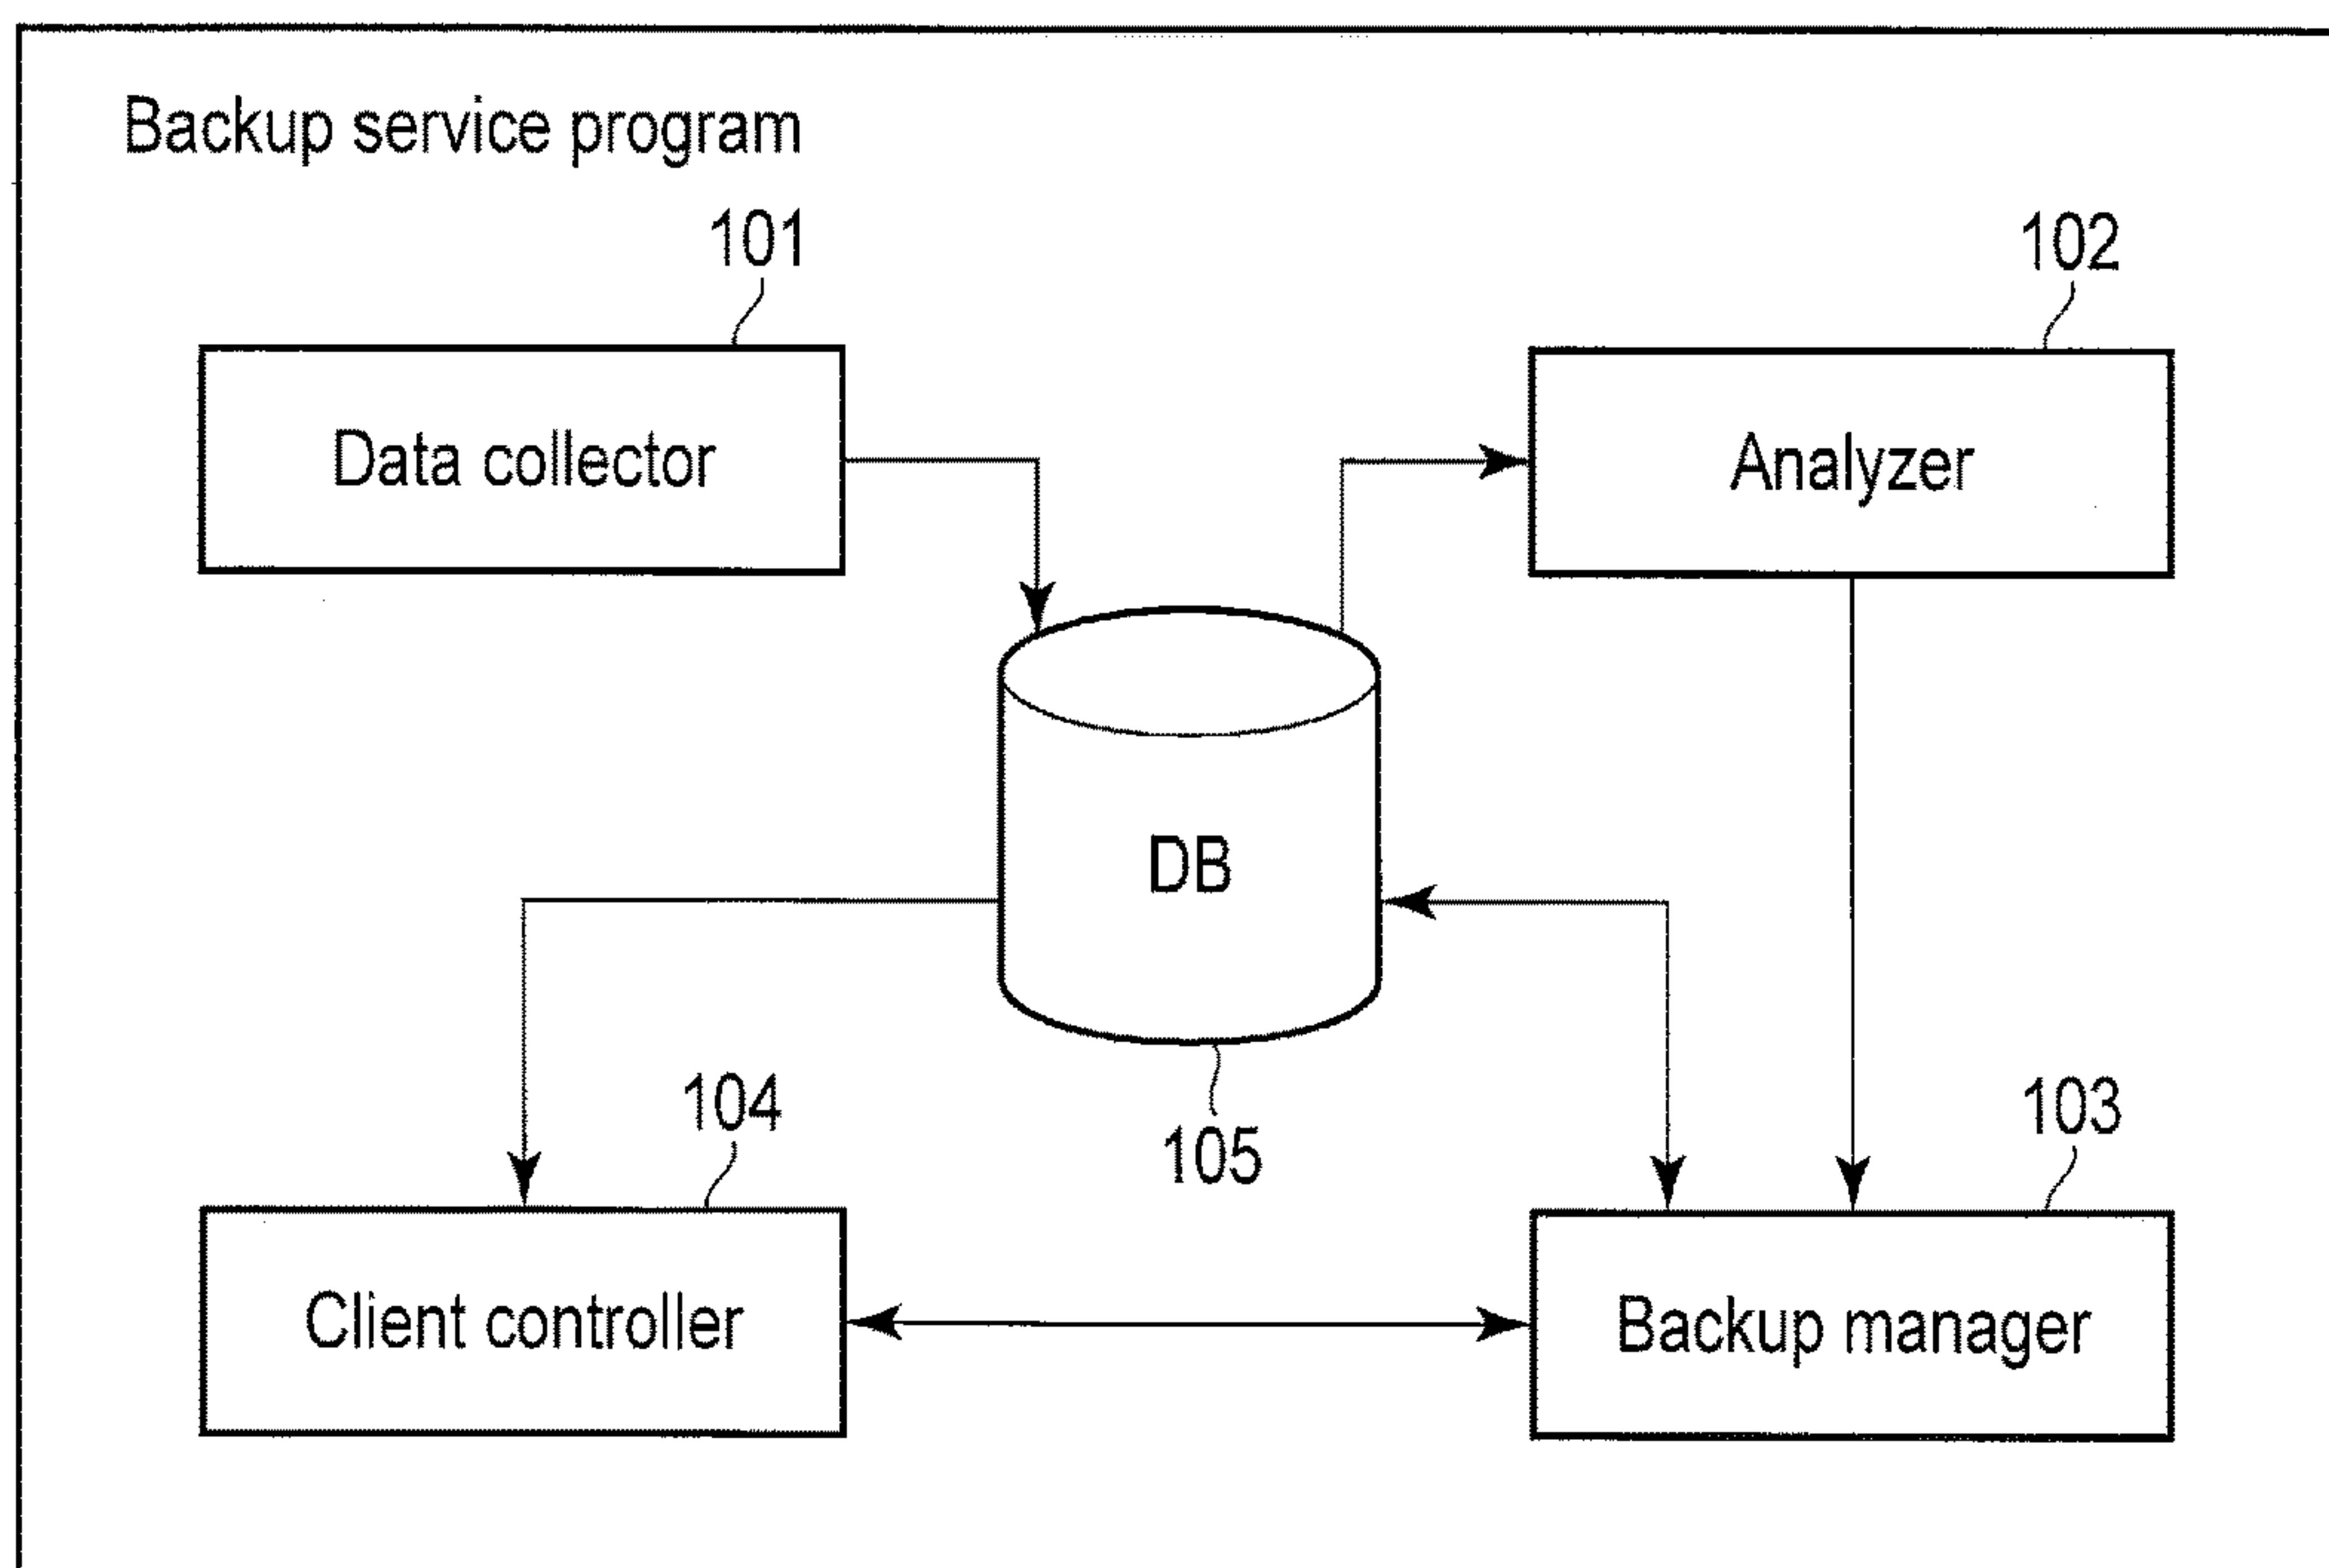 Backup service program
101
102
Data collector
Analyzer
DB
104
105
103
Client controller
Backup manager